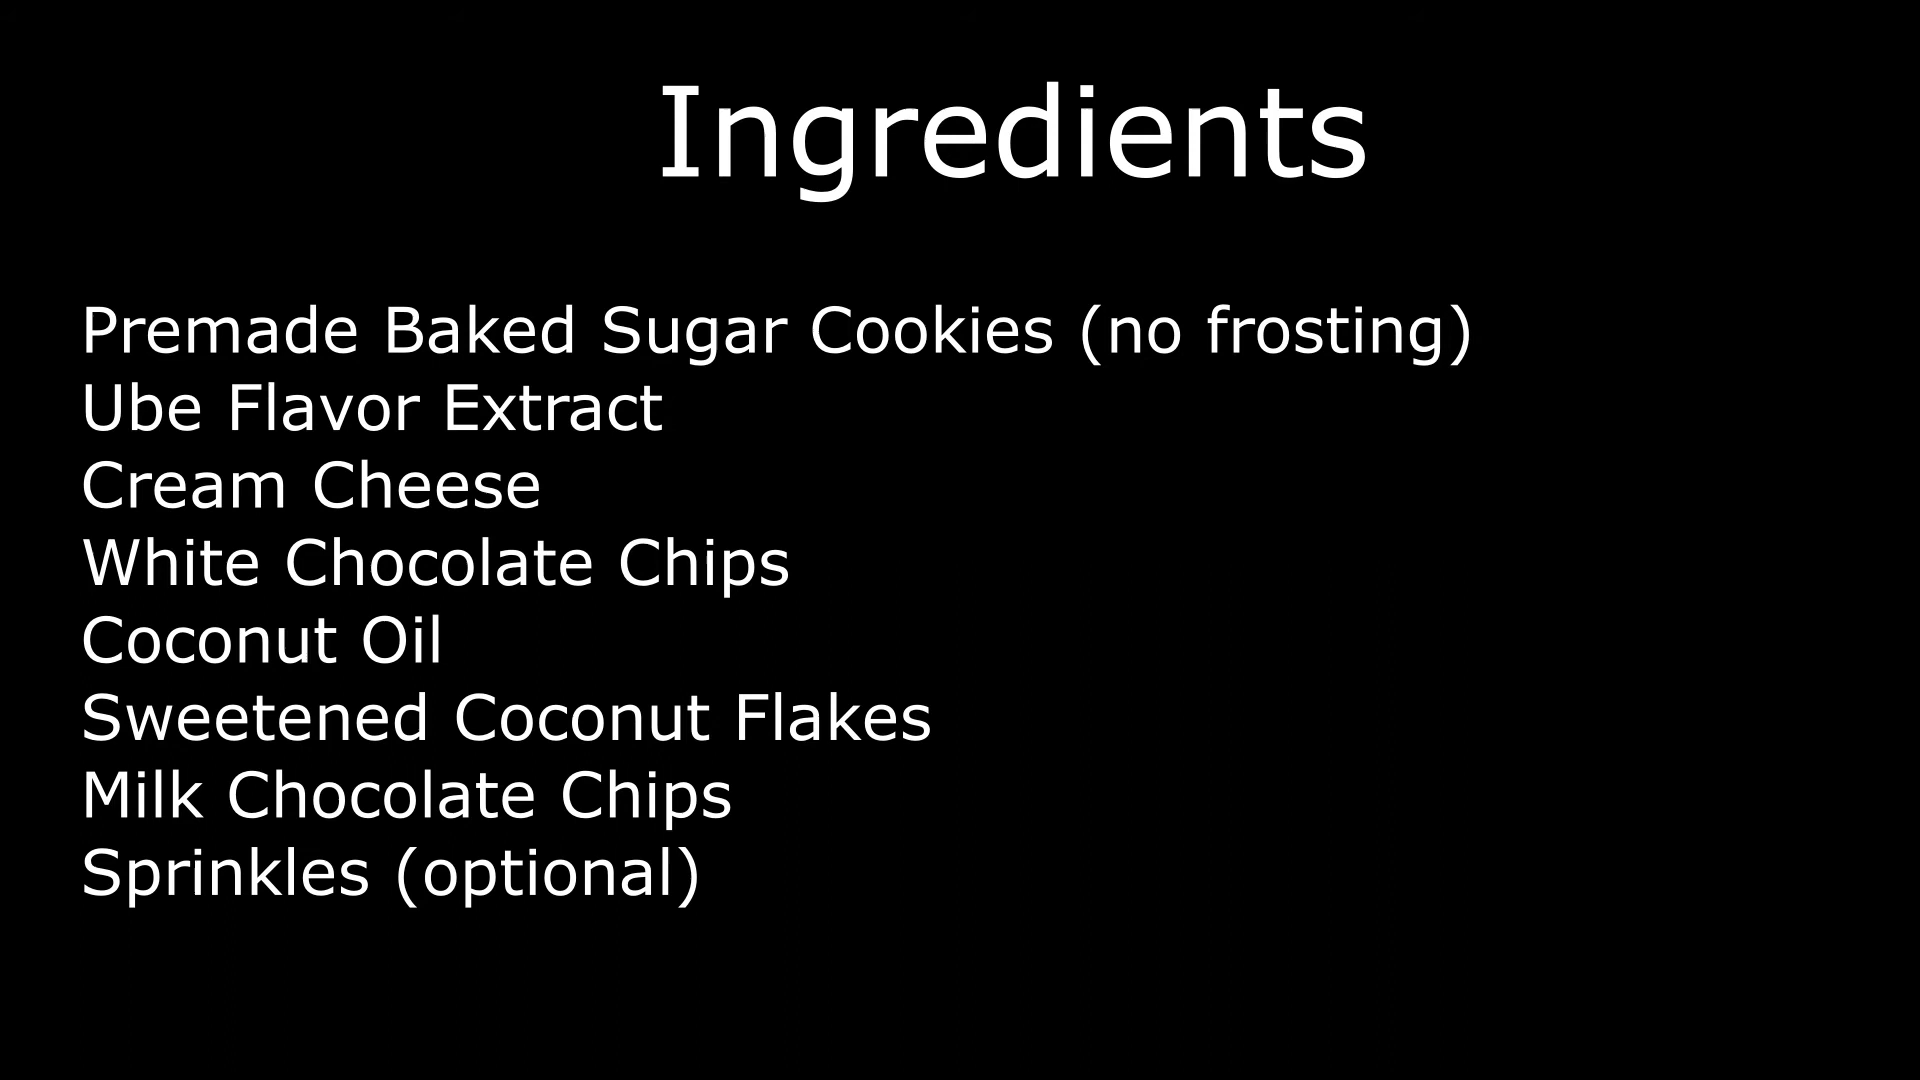 Ingredients
Premade Baked Sugar Cookies (no frosting)
Ube Flavor Extract
Cream Cheese
White Chocolate Chips
Coconut Oil
Sweetened Coconut Flakes
Milk Chocolate Chips
Sprinkles (optional)